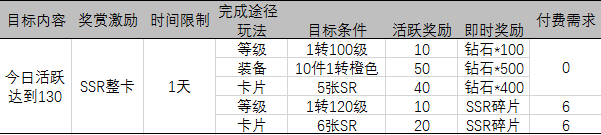 目标内容 奖赏激励 时间限制 完成途径玩法 目标条件 活跃奖励 即时奖励 付费需求
今日活跃达到130 SSR整卡 1天
等级 1转100级 10 钻石*100 0
装备 10件1转橙色 50 钻石*500
卡片 5张SR 40 钻石*400
等级 1转120级 10 SSR碎片 6
卡片 6张SR 20 SSR碎片 6